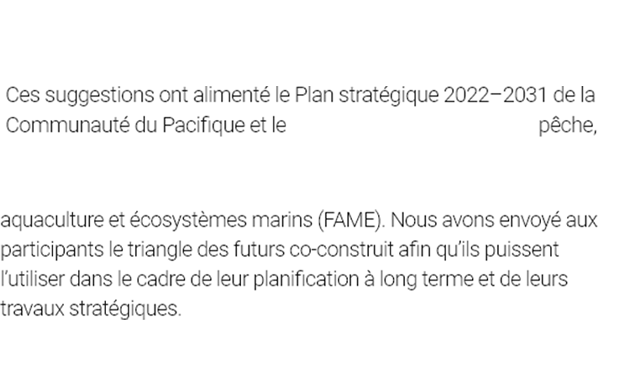 Ces suggestions ont alimenté le Plan stratégique 2022–2031 de la
Communauté du Pacifique et le pêche,
aquaculture et écosystèmes marins (FAME). Nous avons envoyé aux
participants le triangle des futurs co-construit afin qu’ils puissent
l’utiliser dans le cadre de leur planification à long terme et de leurs
travaux stratégiques.